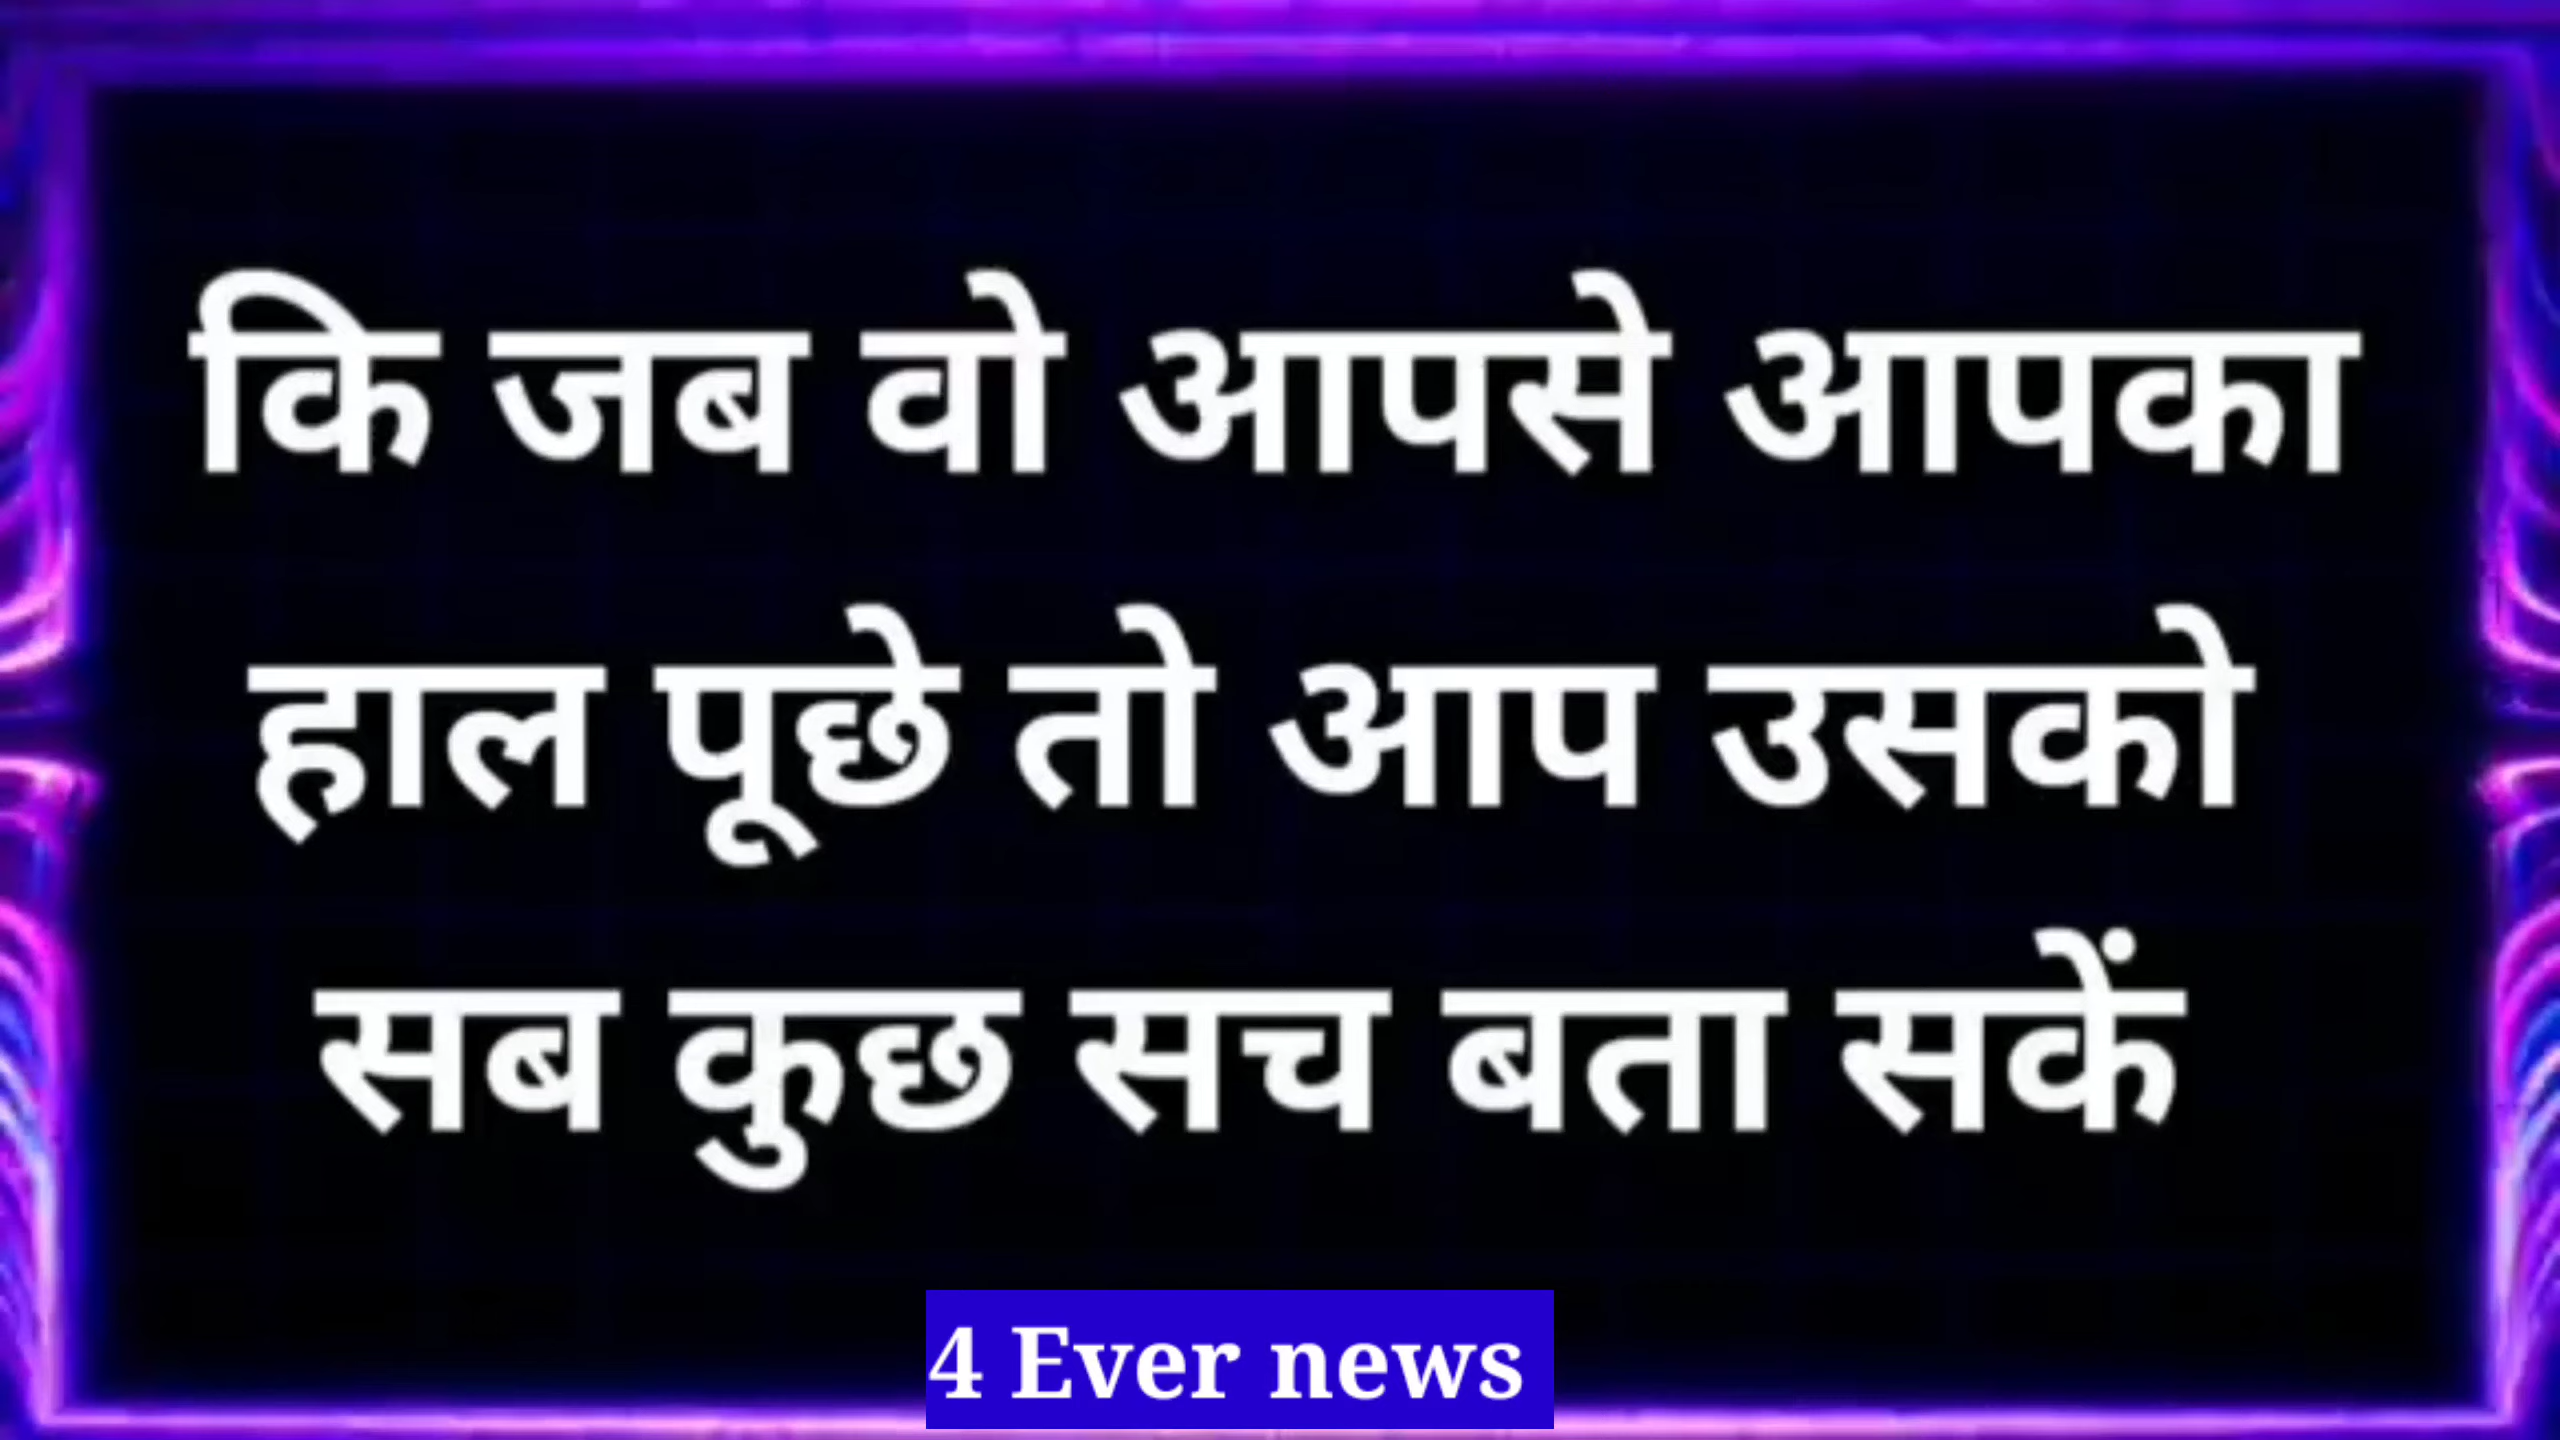 कि जब वो आपसे आपका
हाल पूछे तो आप उसको
सब कुछ सच बता सकें
4 Ever news